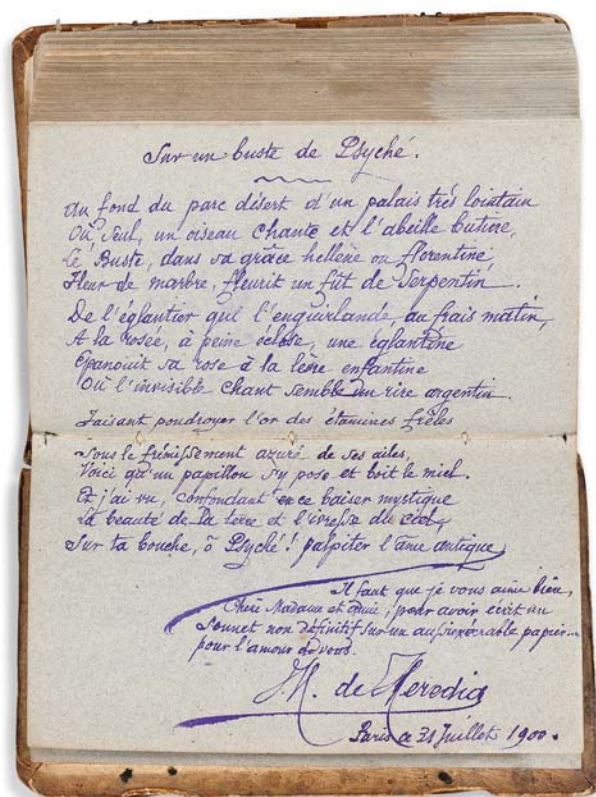 Sur un buste de Psyché.
Au fond du parc désert d'un palais très lointain
Où, seul, un oiseau chante et l'abeille butine,
Le Buste, dans sa grâce hellène ou florentine,
Fleur de marbre, fleurit un fût de Serpentin.
De l'églantier qui l'enguirlande, au frais matin,
A la rosée, à peine éclose, une églantine
Epanouit sa rose à la lèvre enfantine
Où l'invisible chant semble un rire argentin.
Faisant poudroyer l'or des étamines frêles
Sous le frémissement azuré de ses ailes,
Voici qu'un papillon s'y pose et boit le miel.
Et j'ai vu, confondant en ce baiser mystique
La beauté de la terre et l'ivresse du ciel,
Sur ta bouche, ô Psyché! palpiter l'âme antique,
Il faut que je vous aime bien,
Chère Madame et amie, pour avoir écrit un
Sonnet non définitif sur un aussi exécrable papier...
pour l'amour de vous.
J.M. de Heredia
Paris ce 21 Juillet 1900.